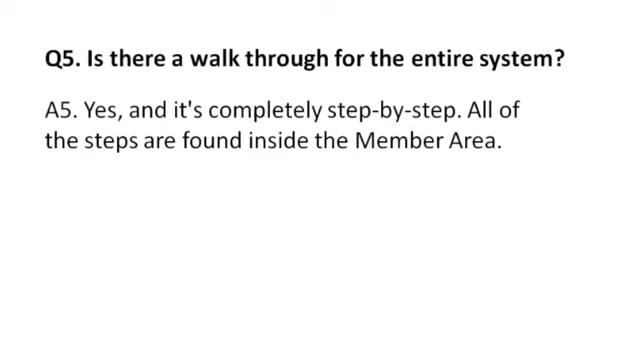 Q5. Is there a walk through for the entire system?
A5. Yes, and it's completely step-by-step. All of
the steps are found inside the Member Area.